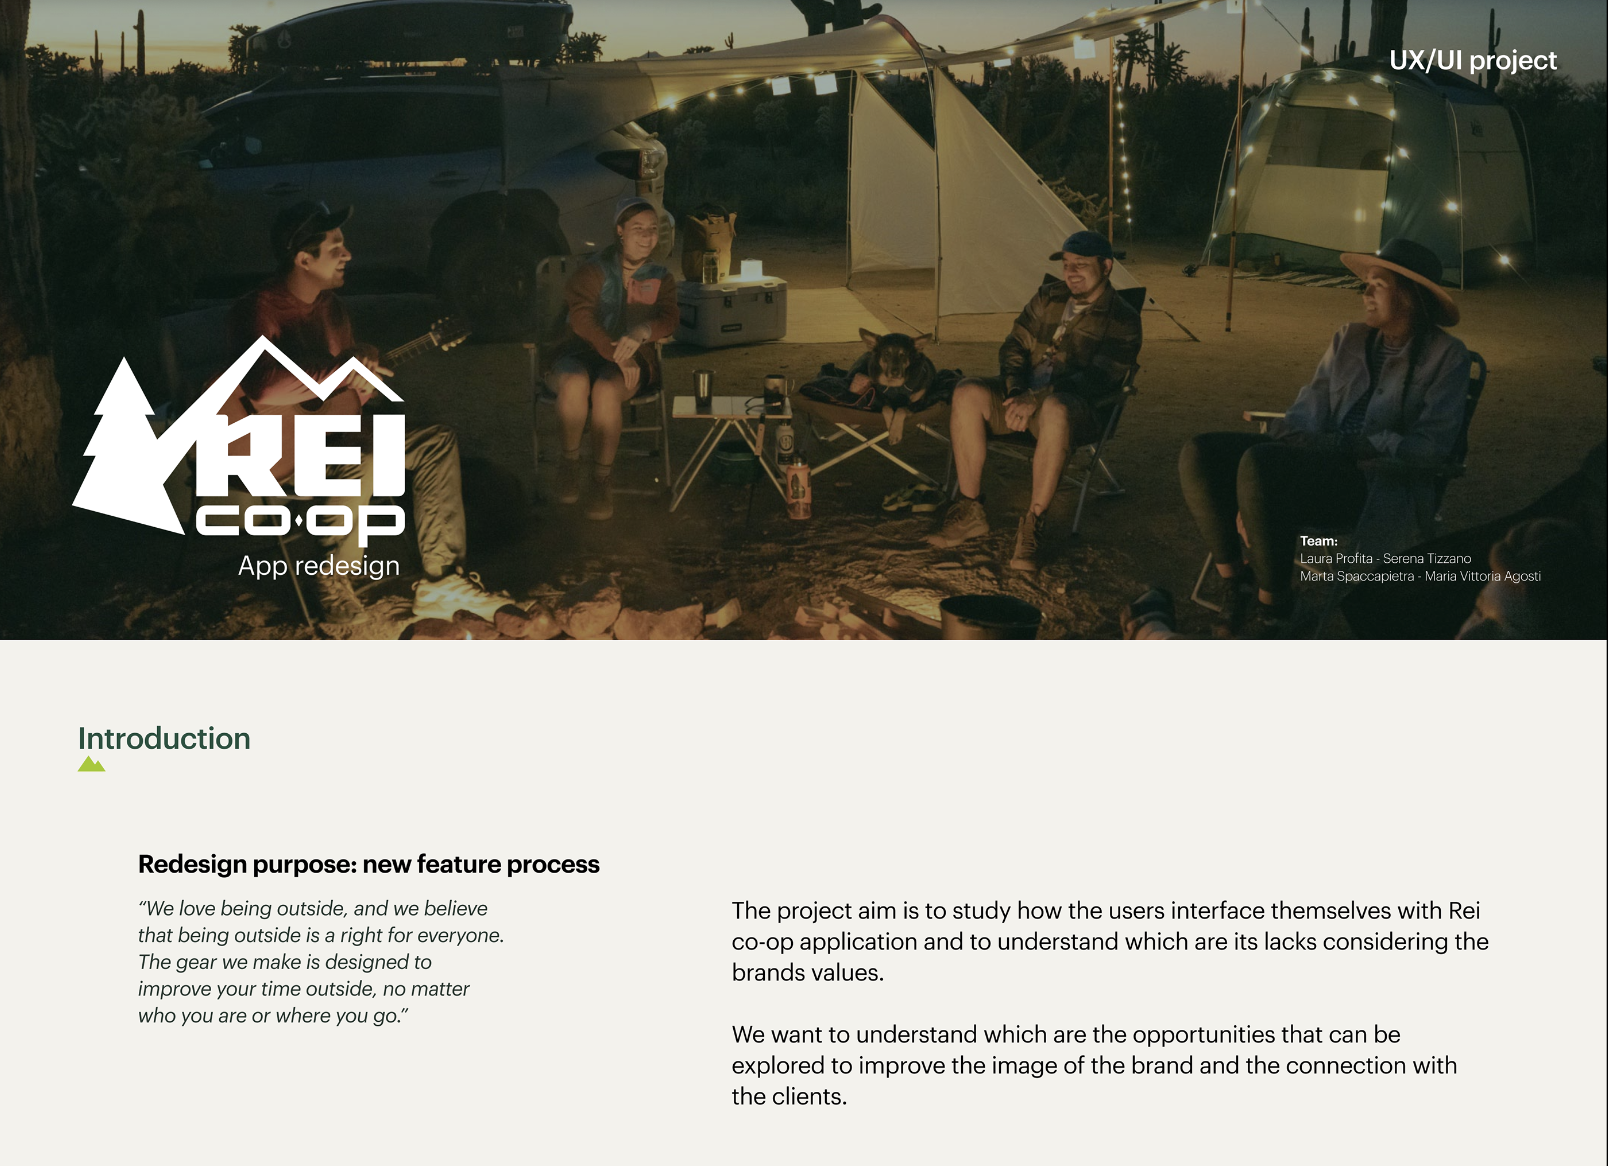 UX/UI project
REI
co·op
App redesign
Team:
Laura Profita - Serena Tizzano
Marta Spaccapietra - Maria Vittoria Agosti
Introduction
Redesign purpose: new feature process
“We love being outside, and we believe
that being outside is a right for everyone.
The gear we make is designed to
improve your time outside, no matter
who you are or where you go.”
The project aim is to study how the users interface themselves with Rei
co-op application and to understand which are its lacks considering the
brands values.
We want to understand which are the opportunities that can be
explored to improve the image of the brand and the connection with
the clients.